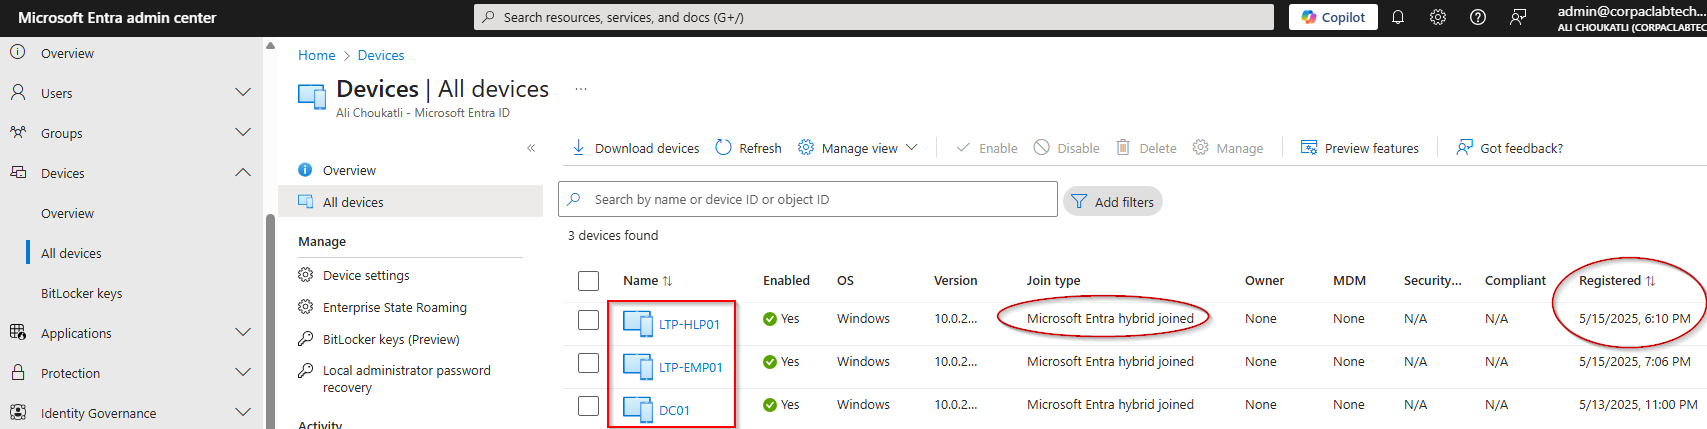 Microsoft Entra admin center
Search resources, services, and docs (G+/)
Copilot
admin@corpaclabtech...
ALI CHOUKATLI (CORPACLABTEC
Overview
Users
Groups
Devices
Overview
All devices
BitLocker keys
Applications
Protection
Identity Governance
Home > Devices
Devices | All devices ...
Ali Choukatli - Microsoft Entra ID
«
Overview
All devices
Manage
Device settings
Enterprise State Roaming
BitLocker keys (Preview)
Local administrator password
recovery
Activity
Download devices Refresh Manage view Enable Disable Delete Manage Preview features Got feedback?
Search by name or device ID or object ID
Add filters
3 devices found
Name Enabled OS Version Join type Owner MDM Security... Compliant Registered
LTP-HLP01 Yes Windows 10.0.2... Microsoft Entra hybrid joined None None N/A N/A 5/15/2025, 6:10 PM
LTP-EMP01 Yes Windows 10.0.2... Microsoft Entra hybrid joined None None N/A N/A 5/15/2025, 7:06 PM
DC01 Yes Windows 10.0.2... Microsoft Entra hybrid joined None None N/A N/A 5/13/2025, 11:00 PM